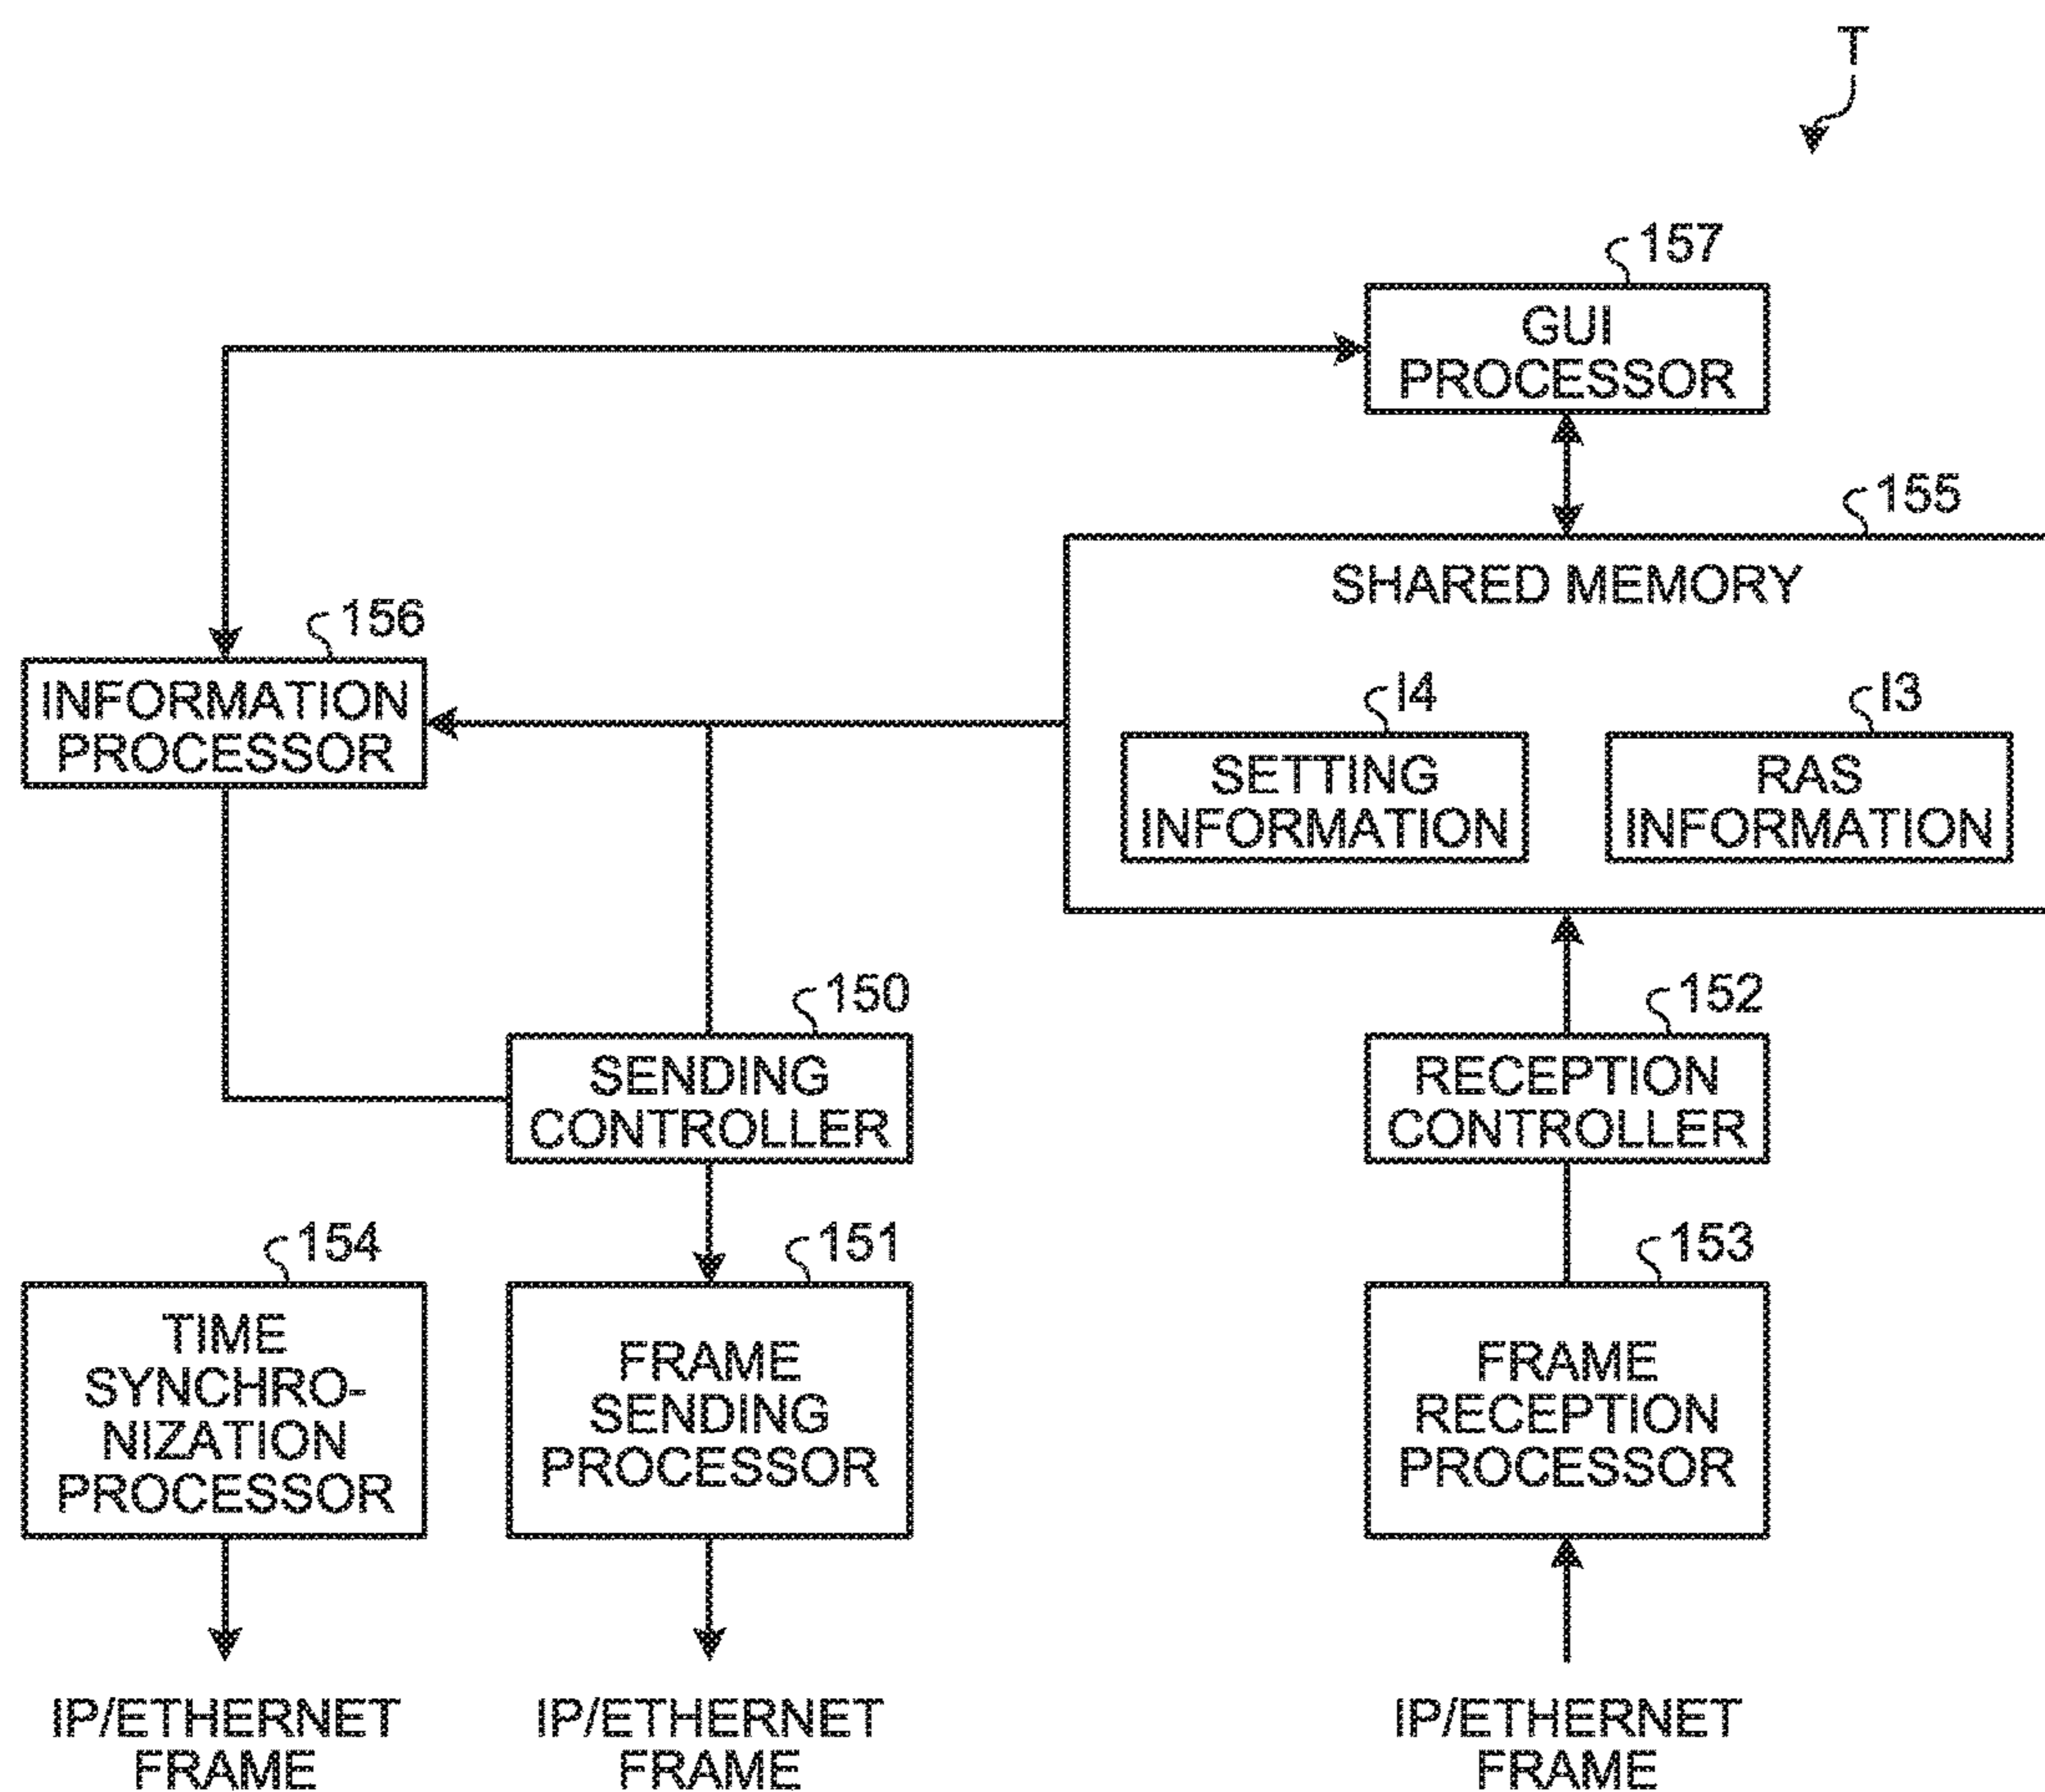 T
157
GUI
PROCESSOR
155
SHARED MEMORY
156
INFORMATION
PROCESSOR
I4
SETTING
INFORMATION
I3
RAS
INFORMATION
150
SENDING
CONTROLLER
152
RECEPTION
CONTROLLER
154
TIME
SYNCHRO-
NIZATION
PROCESSOR
151
FRAME
SENDING
PROCESSOR
153
FRAME
RECEPTION
PROCESSOR
IP/ETHERNET
FRAME
IP/ETHERNET
FRAME
IP/ETHERNET
FRAME